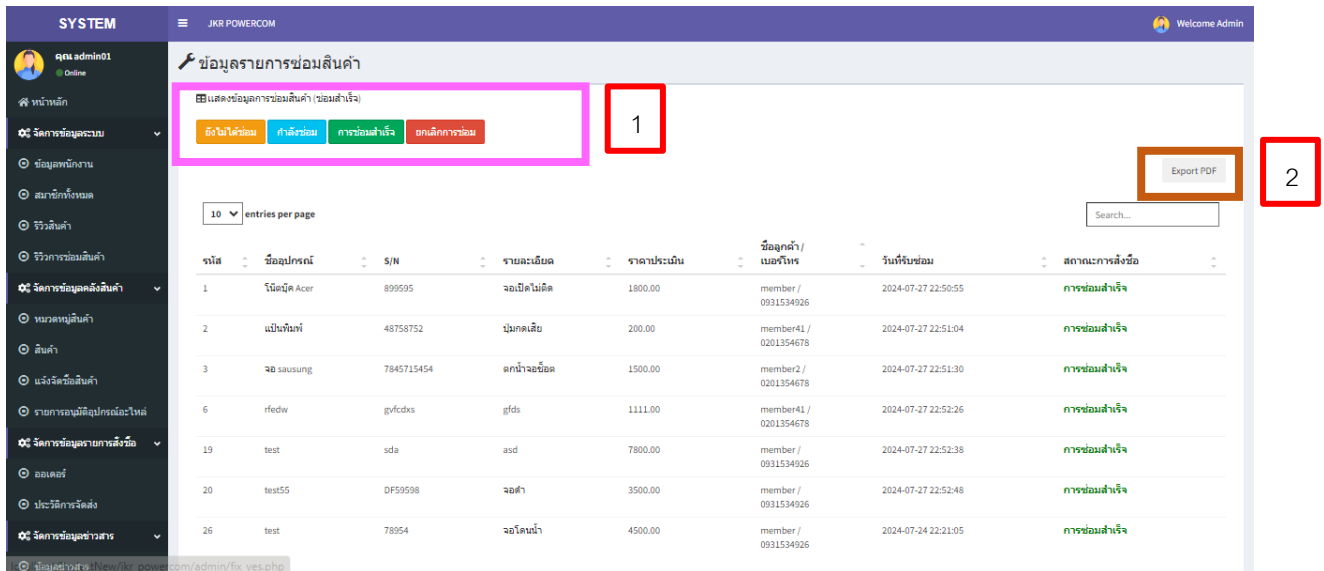 SYSTEM
JKR POWERCOM
Welcome Admin
คุณ admin01
Online
หน้าหลัก
จัดการข้อมูลระบบ
ข้อมูลพนักงาน
สมาชิกทั้งหมด
รีวิวสินค้า
รีวิวการซ่อมสินค้า
จัดการข้อมูลคลังสินค้า
หมวดหมู่สินค้า
สินค้า
แจ้งจัดซื้อสินค้า
รายการอนุมัติอุปกรณ์อะไหล่
จัดการข้อมูลรายการสั่งซื้อ
ออเดอร์
ประวัติการจัดส่ง
จัดการข้อมูลข่าวสาร
ข้อมูลข่าวสาร
ข้อมูลรายการซ่อมสินค้า
แสดงข้อมูลการซ่อมสินค้า (ซ่อมสำเร็จ)
ยังไม่ได้ซ่อม กำลังซ่อม การซ่อมสำเร็จ ยกเลิกการซ่อม
1
Export PDF
2
10 entries per page
Search...
รหัส ชื่ออุปกรณ์ S/N รายละเอียด ราคาประเมิน ชื่อลูกค้า / เบอร์โทร วันที่รับซ่อม สถานะการสั่งซื้อ
1 โน๊ตบุ๊ค Acer 899595 จอเปิดไม่ติด 1800.00 member / 0931534926 2024-07-27 22:50:55 การซ่อมสำเร็จ
2 แป้นพิมพ์ 48758752 ปุ่มกดเสีย 200.00 member41 / 0201354678 2024-07-27 22:51:04 การซ่อมสำเร็จ
3 จอ sausung 7845715454 ตกน้ำจอช็อต 1500.00 member2 / 0201354678 2024-07-27 22:51:30 การซ่อมสำเร็จ
6 rfedw gvfcdxs gfds 1111.00 member41 / 0201354678 2024-07-27 22:52:26 การซ่อมสำเร็จ
19 test sda asd 7800.00 member / 0931534926 2024-07-27 22:52:38 การซ่อมสำเร็จ
20 test55 DF59598 จอดำ 3500.00 member / 0931534926 2024-07-27 22:52:48 การซ่อมสำเร็จ
26 test 78954 จอโดนน้ำ 4500.00 member / 0931534926 2024-07-24 22:21:05 การซ่อมสำเร็จ
New/jkr_powercom/admin/fix_yes.php